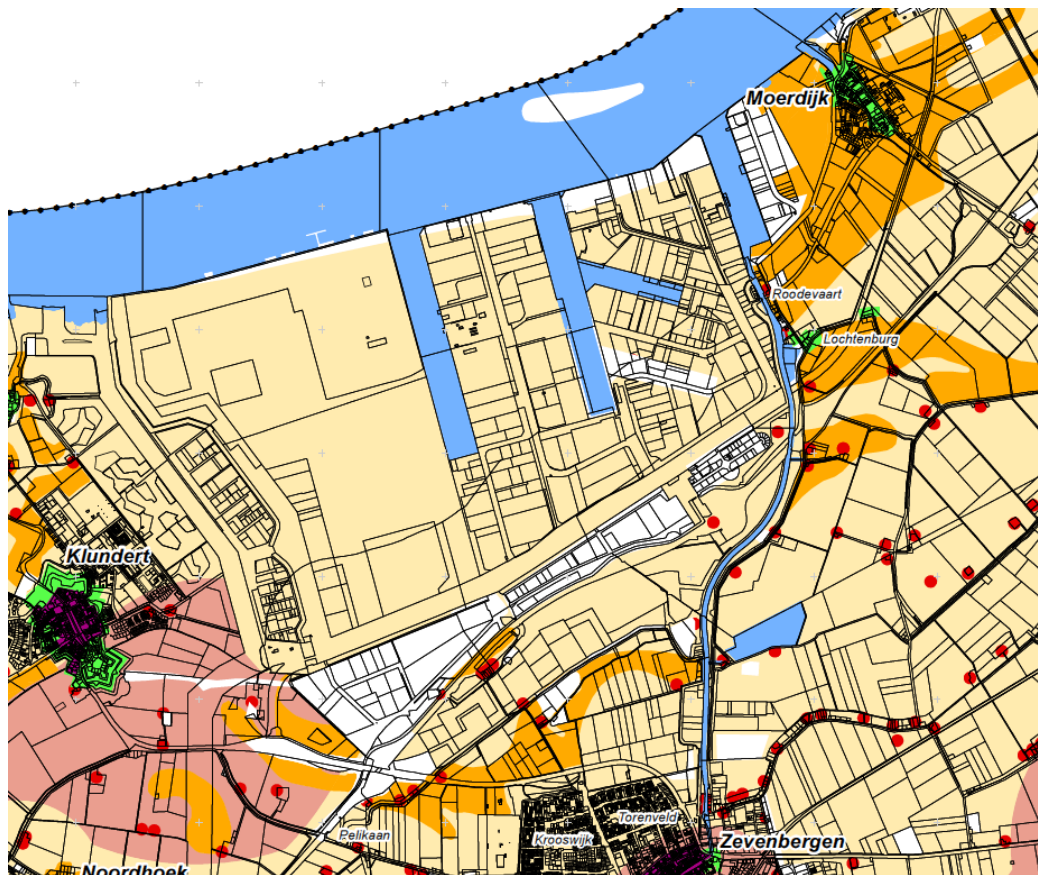 Moerdijk
Roodevaart
Lochtenburg
Klundert
Torenveld
Pelikaan
Krooswijk
Zevenbergen
Noordhoek